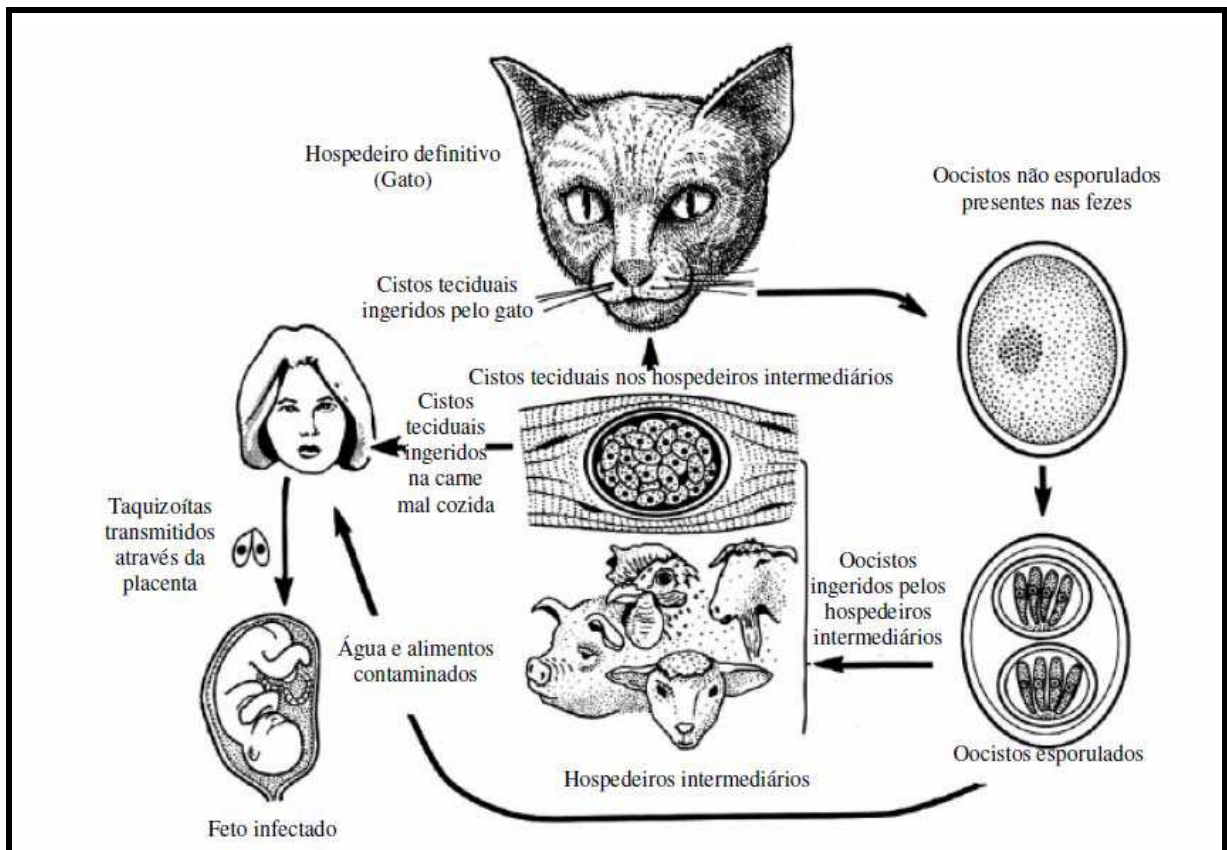 Hospedeiro definitivo
(Gato)
Oocistos não esporulados
presentes nas fezes
Cistos teciduais
ingeridos pelo gato
Cistos teciduais nos hospedeiros intermediários
Cistos
teciduais
ingeridos
na carne
mal cozida
Taquizoítas
transmitidos
através da
placenta
Oocistos
ingeridos pelos
hospedeiros
intermediários
Água e alimentos
contaminados
Oocistos esporulados
Hospedeiros intermediários
Feto infectado